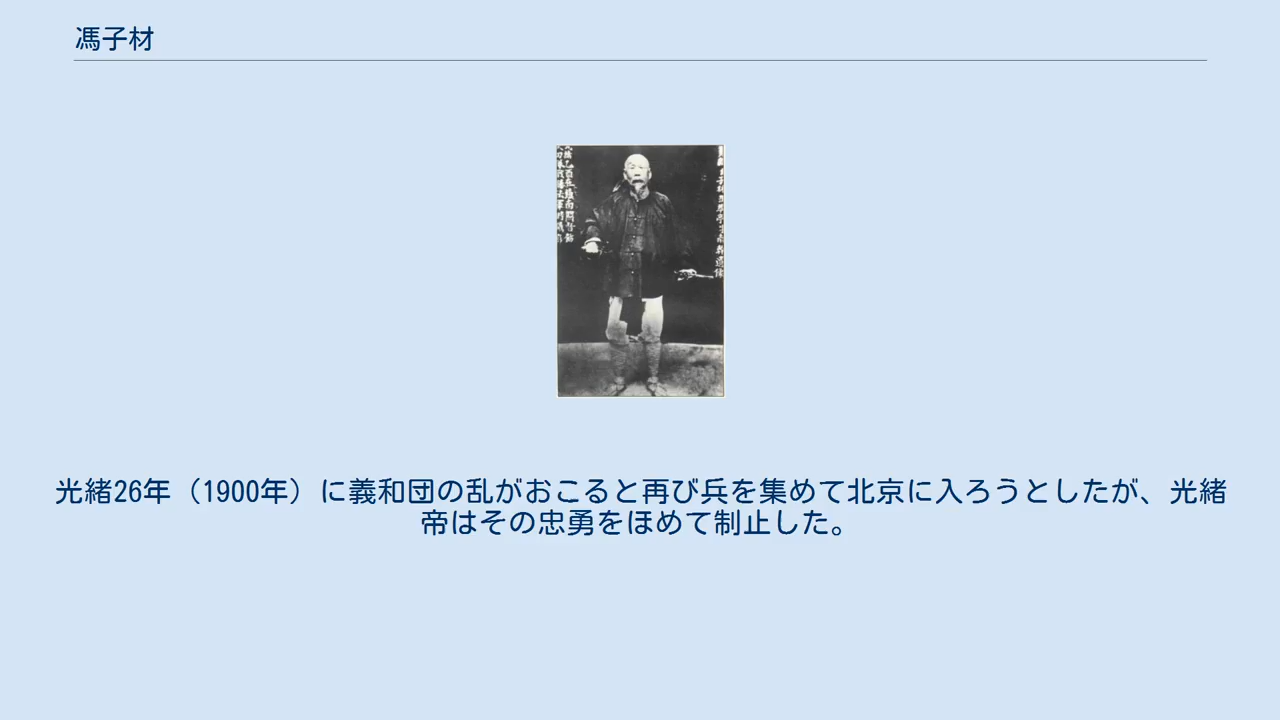 馮子材
光緒26年（1900年）に義和団の乱がおこると再び兵を集めて北京に入ろうとしたが、光緒
帝はその忠勇をほめて制止した。